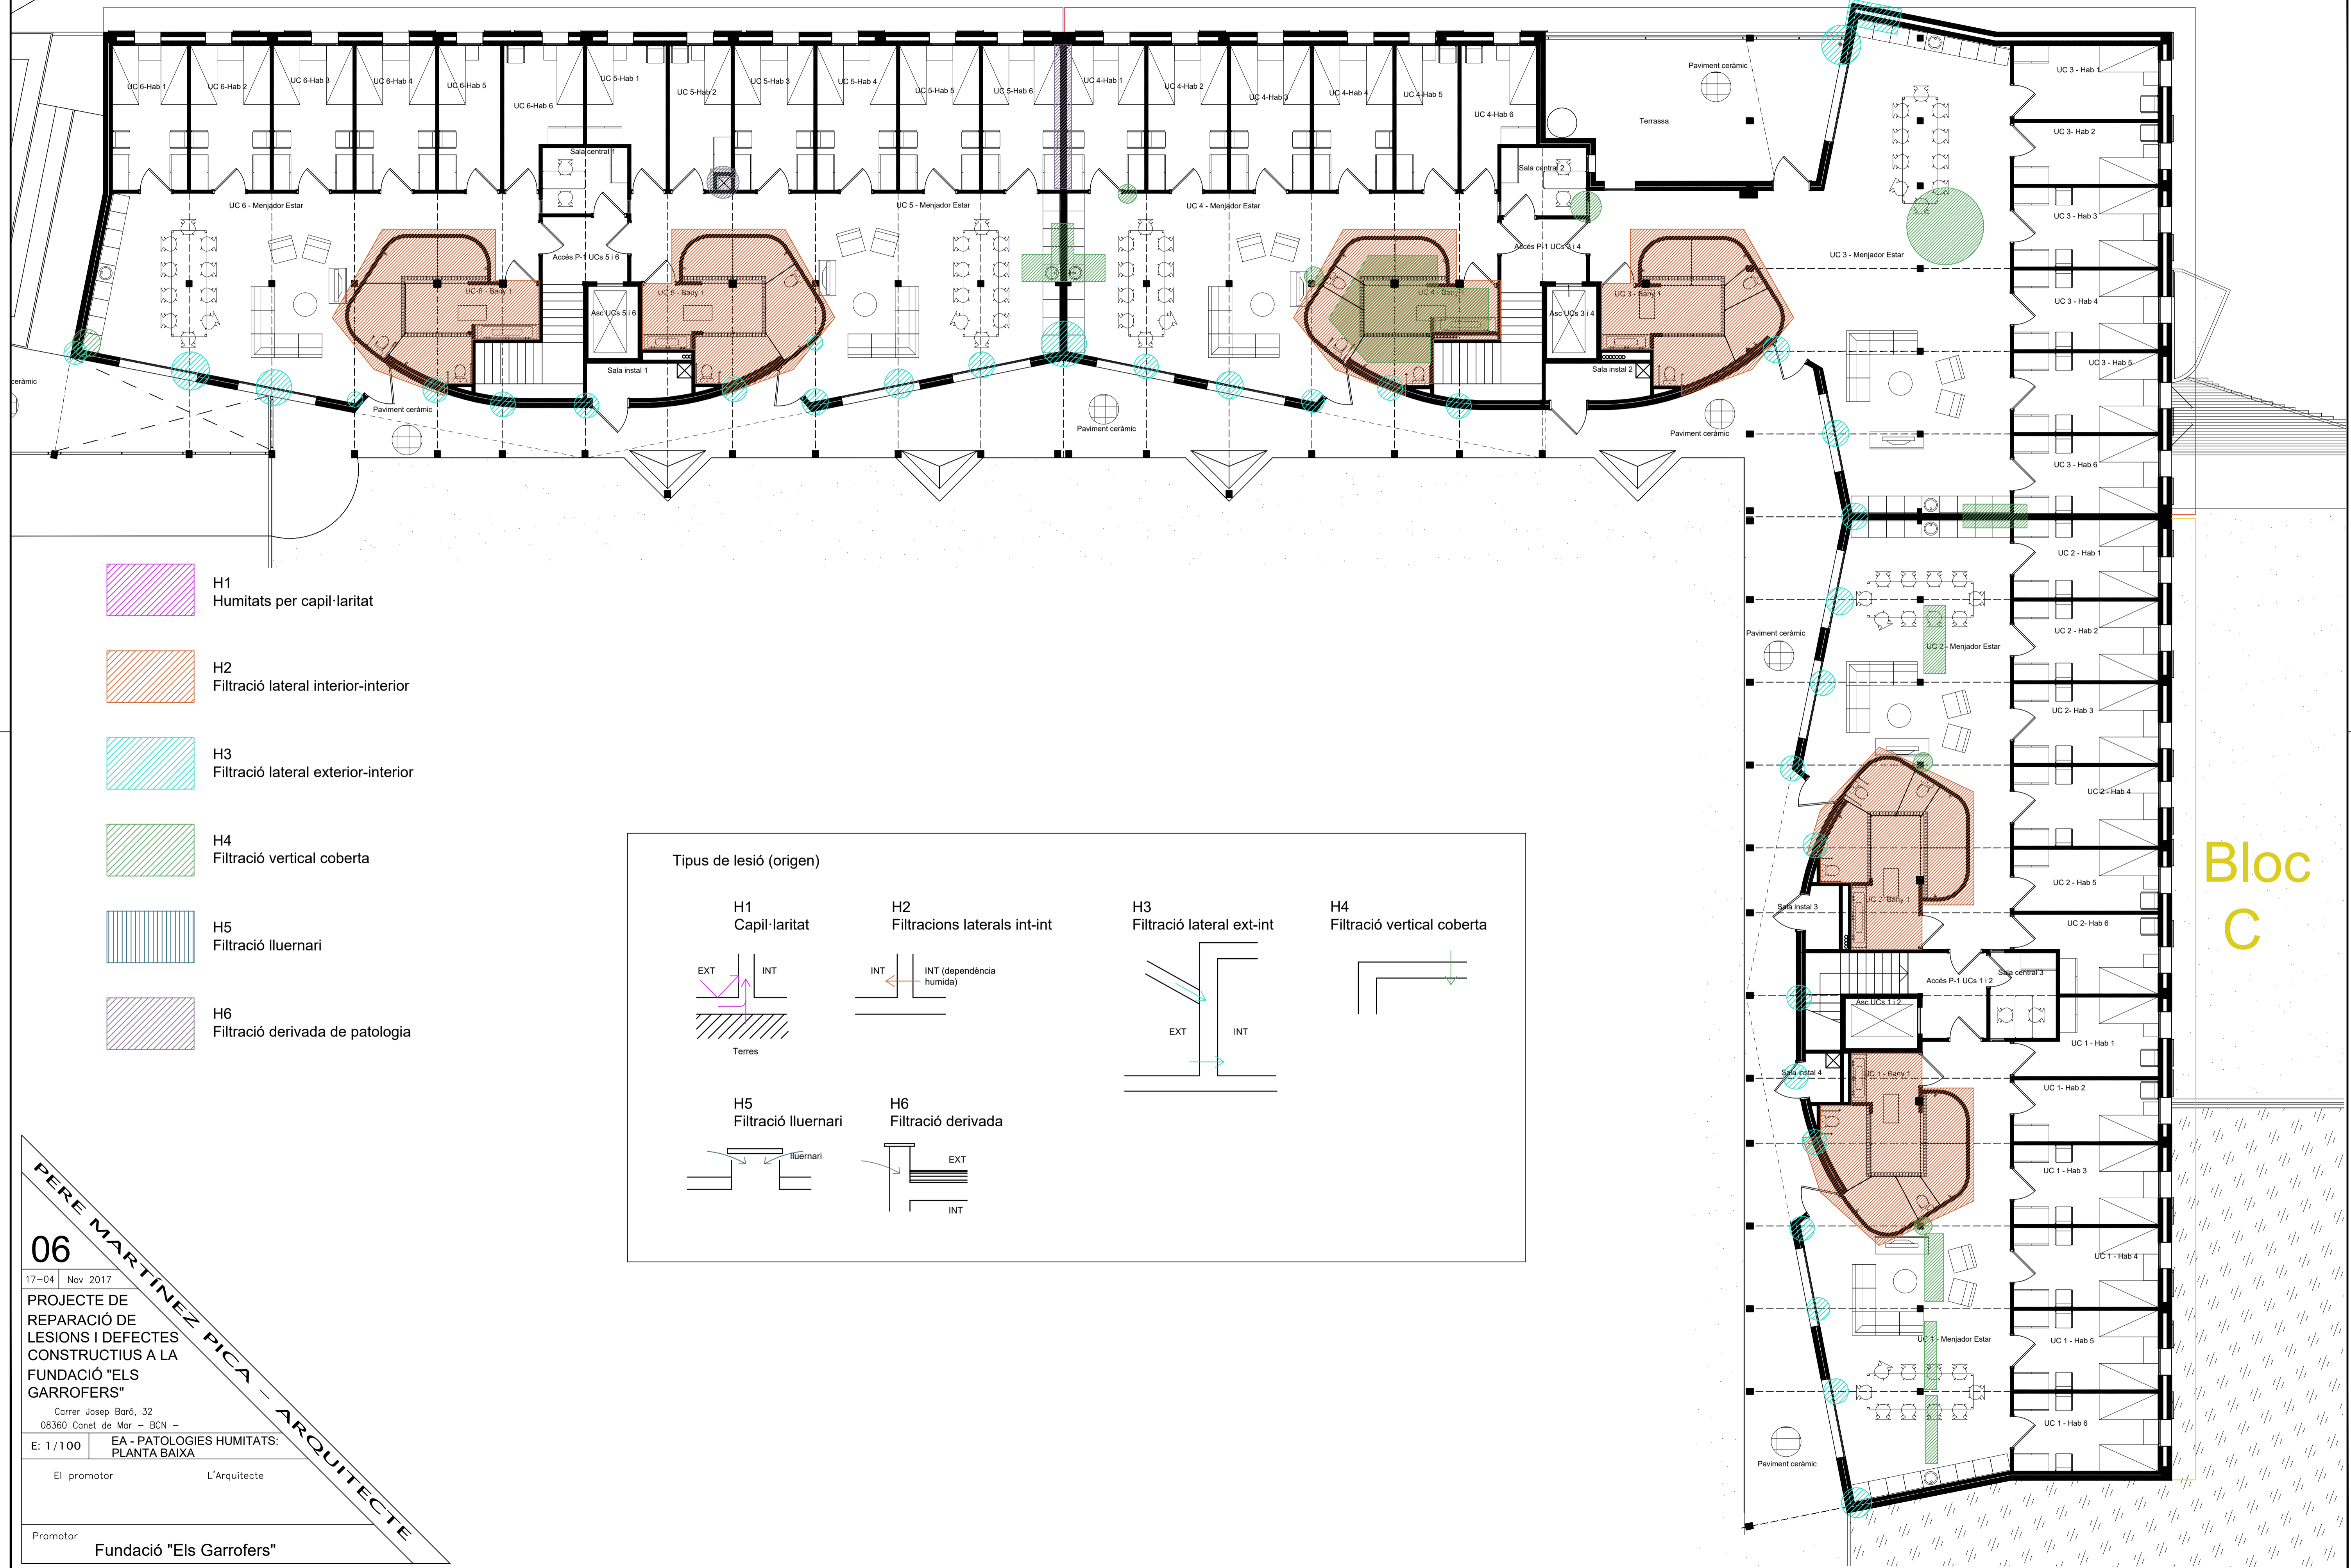 UC 6-Hab 1
UC 6-Hab 2
UC 6-Hab 3
UC 6-Hab 4
UC 6-Hab 5
UC 6-Hab 6
UC 5-Hab 1
UC 5-Hab 2
UC 5-Hab 3
UC 5-Hab 4
UC 5-Hab 5
UC 5-Hab 6
UC 4-Hab 1
UC 4-Hab 2
UC 4-Hab 3
UC 4-Hab 4
UC 4-Hab 5
UC 4-Hab 6
Paviment ceràmic
Terrassa
UC 3 - Hab 1
UC 3- Hab 2
UC 3 - Hab 3
UC 3 - Hab 4
UC 3 - Hab 5
UC 3 - Hab 6
Sala central 1
Sala central 2
UC 6 - Menjador Estar
UC 5 - Menjador Estar
UC 4 - Menjador Estar
UC 3 - Menjador Estar
Accés P-1 UCs 5 i 6
Accés P-1 UCs 3 i 4
UC-6 - Bany 1
UC 5 - Bany 1
UC 4 - Bany
UC 3 - Bany 1
Asc UCs 5 i 6
Asc UCs 3 i 4
Sala instal 1
Sala instal 2
ceràmic
Paviment ceràmic
Paviment ceràmic
Paviment ceràmic
UC 2 - Hab 1
UC 2 - Hab 2
UC 2- Hab 3
UC 2 - Hab 4
UC 2 - Hab 5
UC 2- Hab 6
Paviment ceràmic
UC 2 - Menjador Estar
UC 2 - Bany 1
Sala instal 3
Accés P-1 UCs 1 i 2
Sala central 3
Asc UCs 1 i 2
Sala instal 4
UC 1 - Bany 1
UC 1 - Hab 1
UC 1- Hab 2
UC 1 - Hab 3
UC 1 - Hab 4
UC 1 - Hab 5
UC 1 - Hab 6
UC 1 - Menjador Estar
Paviment ceràmic
Bloc
C
H1
Humitats per capil·laritat
H2
Filtració lateral interior-interior
H3
Filtració lateral exterior-interior
H4
Filtració vertical coberta
H5
Filtració lluernari
H6
Filtració derivada de patologia
Tipus de lesió (origen)
H1
Capil·laritat
EXT
INT
Terres
H2
Filtracions laterals int-int
INT
INT (dependència
humida)
H3
Filtració lateral ext-int
EXT
INT
H4
Filtració vertical coberta
H5
Filtració lluernari
lluernari
H6
Filtració derivada
EXT
INT
PERE MARTÍNEZ PICA - ARQUITECTE
06
17-04 Nov 2017
PROJECTE DE
REPARACIÓ DE
LESIONS I DEFECTES
CONSTRUCTIUS A LA
FUNDACIÓ "ELS
GARROFERS"
Carrer Josep Baró, 32
08360 Canet de Mar - BCN -
E: 1/100
EA - PATOLOGIES HUMITATS:
PLANTA BAIXA
El promotor
L'Arquitecte
Promotor
Fundació "Els Garrofers"